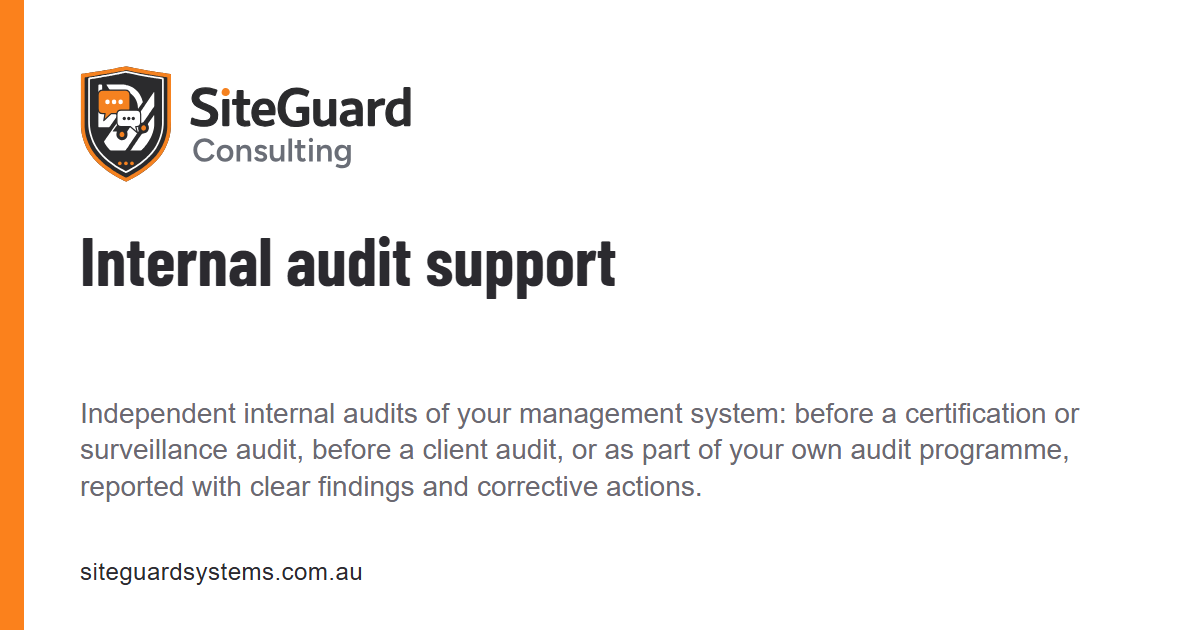 SiteGuard
Consulting
Internal audit support
Independent internal audits of your management system: before a certification or
surveillance audit, before a client audit, or as part of your own audit programme,
reported with clear findings and corrective actions.
siteguardsystems.com.au